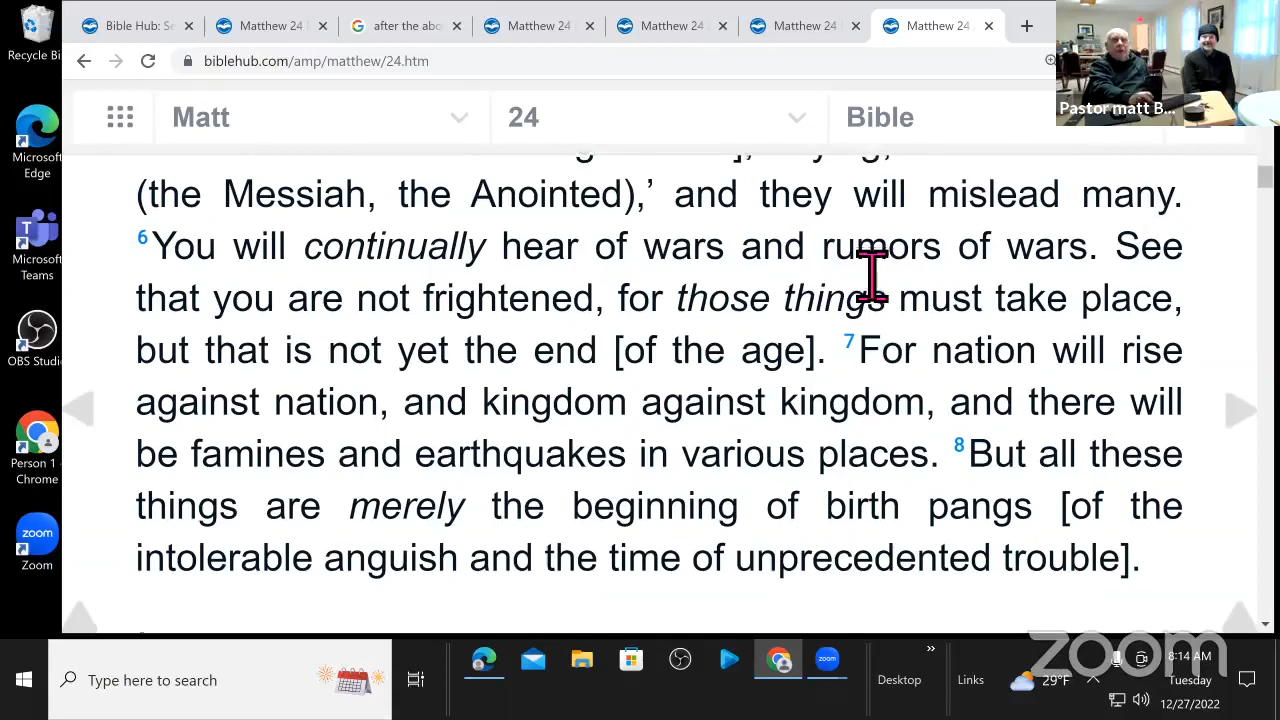 Recycle Bi
Bible Hub: Se
Matthew 24
after the abo
Matthew 24
Matthew 24
Matthew 24
Matthew 24
biblehub.com/amp/matthew/24.htm
Matt
24
Bible
Pastor matt B...
(the Messiah, the Anointed),’ and they will mislead many.
6You will continually hear of wars and rumors of wars. See
that you are not frightened, for those things must take place,
but that is not yet the end [of the age]. 7For nation will rise
against nation, and kingdom against kingdom, and there will
be famines and earthquakes in various places. 8But all these
things are merely the beginning of birth pangs [of the
intolerable anguish and the time of unprecedented trouble].
Microsoft
Edge
Microsoft
Teams
OBS Studi
Person 1 -
Chrome
zoom
Zoom
zoom
Type here to search
zoom
Desktop
Links
29°F
8:14 AM
Tuesday
12/27/2022